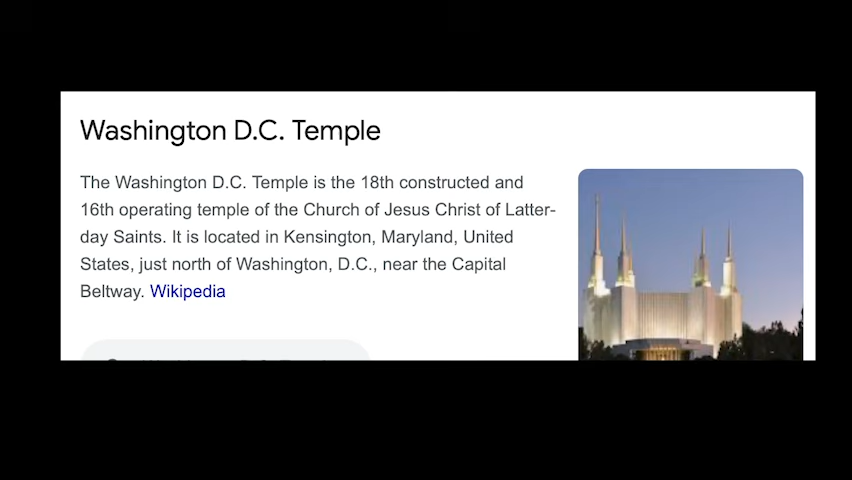 Washington D.C. Temple
The Washington D.C. Temple is the 18th constructed and
16th operating temple of the Church of Jesus Christ of Latter-
day Saints. It is located in Kensington, Maryland, United
States, just north of Washington, D.C., near the Capital
Beltway. Wikipedia